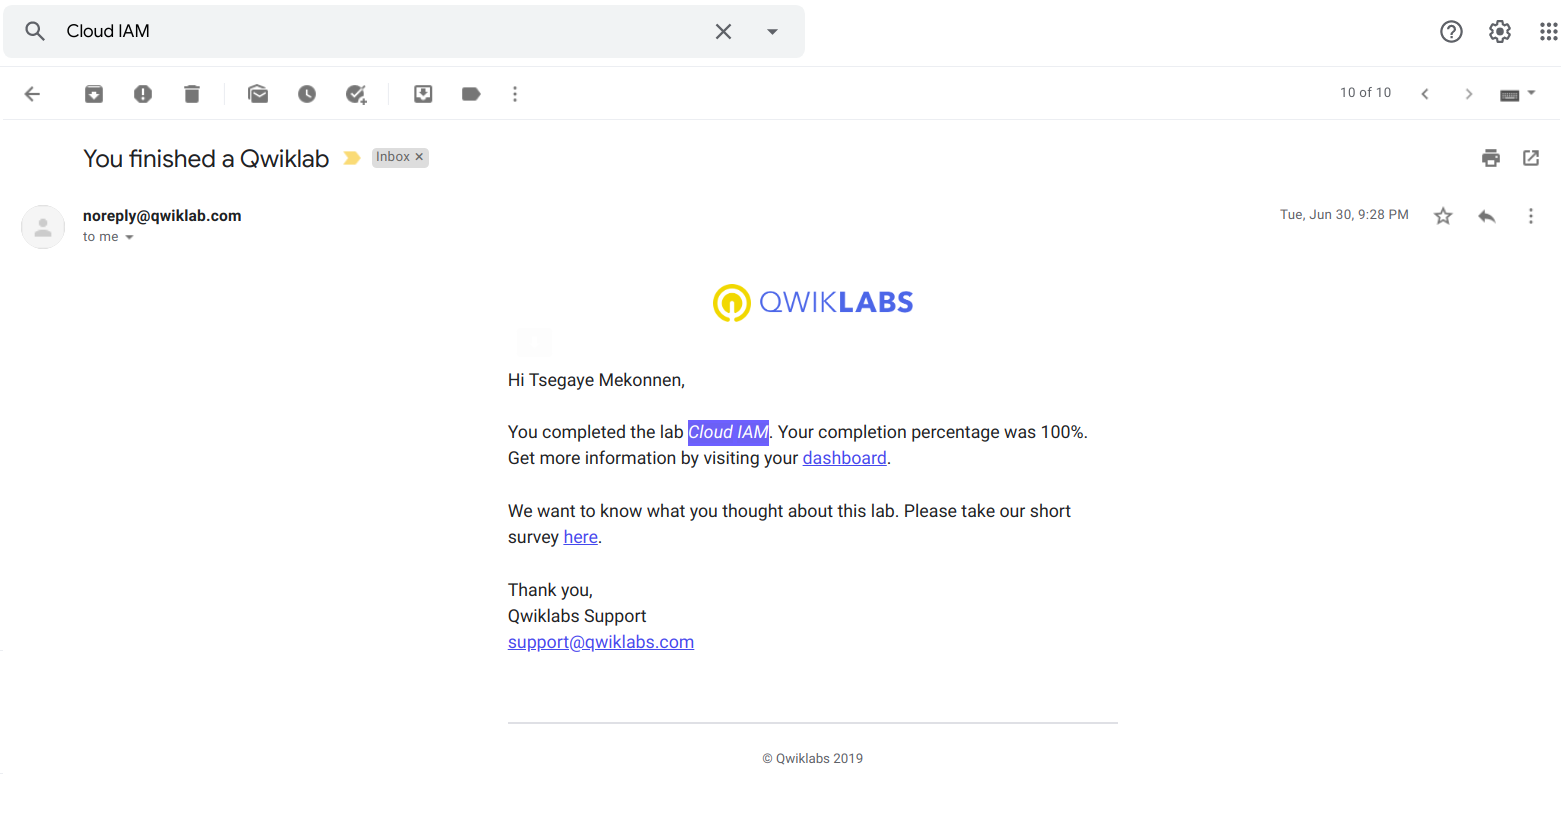 Cloud IAM
10 of 10
You finished a Qwiklab
Inbox ×
noreply@qwiklab.com
Tue, Jun 30, 9:28 PM
to me
QWIKLABS
Hi Tsegaye Mekonnen,
You completed the lab Cloud IAM. Your completion percentage was 100%.
Get more information by visiting your dashboard.
We want to know what you thought about this lab. Please take our short
survey here.
Thank you,
Qwiklabs Support
support@qwiklabs.com
© Qwiklabs 2019